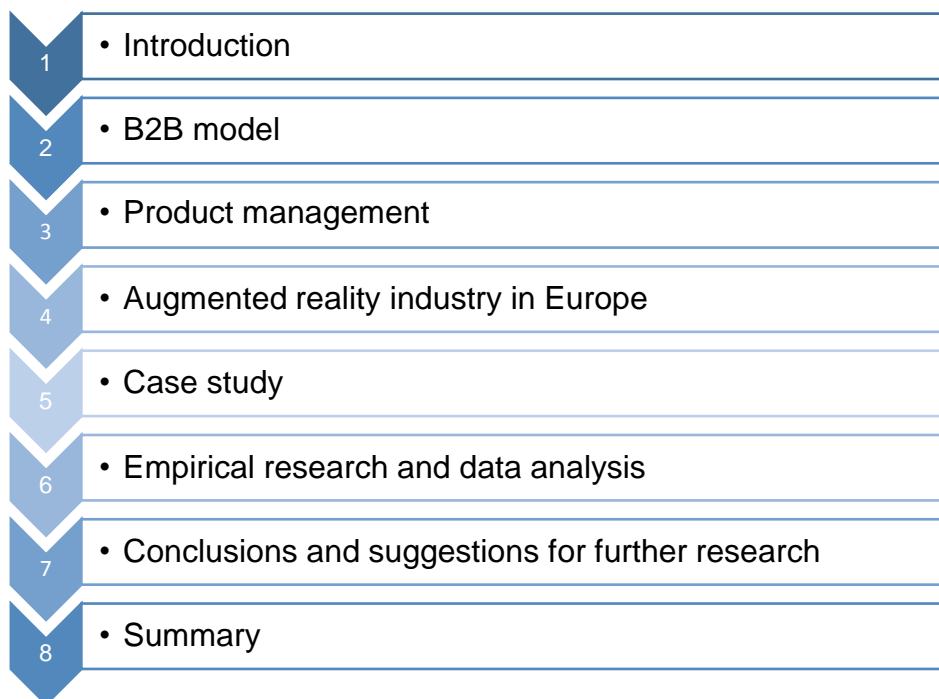 1
• Introduction
2
• B2B model
3
• Product management
4
• Augmented reality industry in Europe
5
• Case study
6
• Empirical research and data analysis
7
• Conclusions and suggestions for further research
8
• Summary